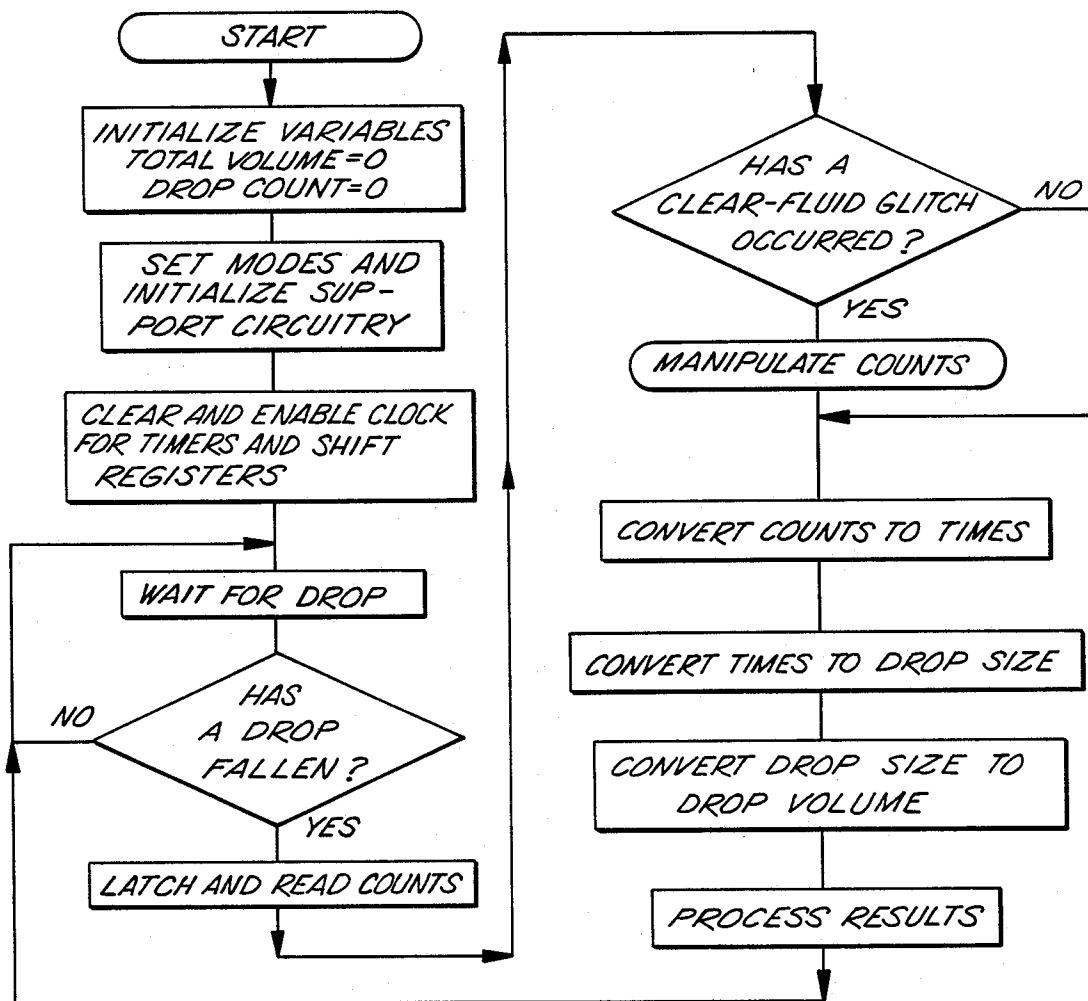 START
INITIALIZE VARIABLES
TOTAL VOLUME=0
DROP COUNT=0
SET MODES AND
INITIALIZE SUP-
PORT CIRCUITRY
CLEAR AND ENABLE CLOCK
FOR TIMERS AND SHIFT
REGISTERS
WAIT FOR DROP
HAS
A DROP
FALLEN?
NO
YES
LATCH AND READ COUNTS
HAS A
CLEAR-FLUID GLITCH
OCCURRED?
NO
YES
MANIPULATE COUNTS
CONVERT COUNTS TO TIMES
CONVERT TIMES TO DROP SIZE
CONVERT DROP SIZE TO
DROP VOLUME
PROCESS RESULTS